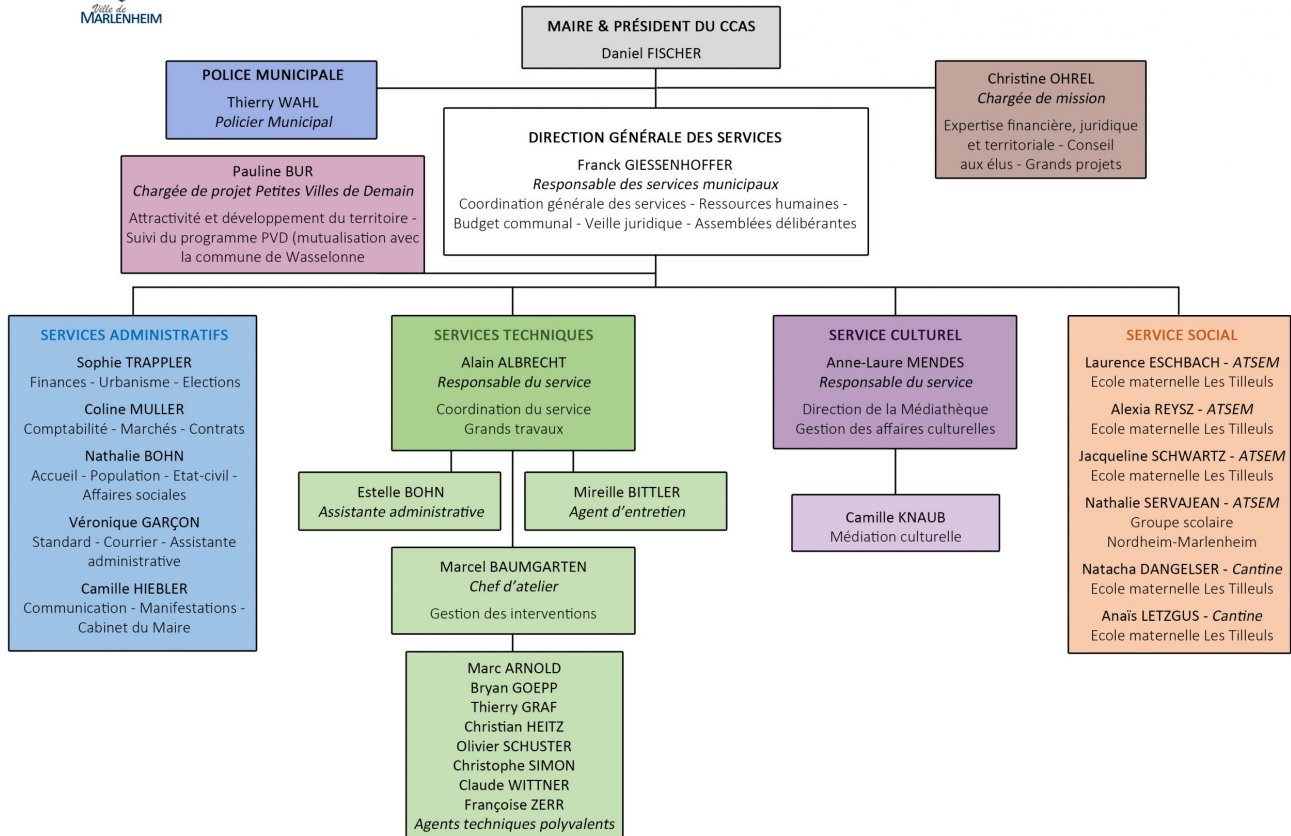 Ville de
MARLENHEIM
MAIRE & PRÉSIDENT DU CCAS
Daniel FISCHER
POLICE MUNICIPALE
Thierry WAHL
Policier Municipal
Christine OHREL
Chargée de mission
Expertise financière, juridique
et territoriale - Conseil
aux élus - Grands projets
DIRECTION GÉNÉRALE DES SERVICES
Franck GIESSENHOFFER
Responsable des services municipaux
Coordination générale des services - Ressources humaines -
Budget communal - Veille juridique - Assemblées délibérantes
Pauline BUR
Chargée de projet Petites Villes de Demain
Attractivité et développement du territoire -
Suivi du programme PVD (mutualisation avec
la commune de Wasselonne
SERVICES ADMINISTRATIFS
Sophie TRAPPLER
Finances - Urbanisme - Elections
Coline MULLER
Comptabilité - Marchés - Contrats
Nathalie BOHN
Accueil - Population - Etat-civil -
Affaires sociales
Véronique GARÇON
Standard - Courrier - Assistante
administrative
Camille HIEBLER
Communication - Manifestations -
Cabinet du Maire
SERVICES TECHNIQUES
Alain ALBRECHT
Responsable du service
Coordination du service
Grands travaux
Estelle BOHN
Assistante administrative
Mireille BITTLER
Agent d'entretien
Marcel BAUMGARTEN
Chef d'atelier
Gestion des interventions
Marc ARNOLD
Bryan GOEPP
Thierry GRAF
Christian HEITZ
Olivier SCHUSTER
Christophe SIMON
Claude WITTNER
Françoise ZERR
Agents techniques polyvalents
SERVICE CULTUREL
Anne-Laure MENDES
Responsable du service
Direction de la Médiathèque
Gestion des affaires culturelles
Camille KNAUB
Médiation culturelle
SERVICE SOCIAL
Laurence ESCHBACH - ATSEM
Ecole maternelle Les Tilleuls
Alexia REYSZ - ATSEM
Ecole maternelle Les Tilleuls
Jacqueline SCHWARTZ - ATSEM
Ecole maternelle Les Tilleuls
Nathalie SERVAJEAN - ATSEM
Groupe scolaire
Nordheim-Marlenheim
Natacha DANGELSER - Cantine
Ecole maternelle Les Tilleuls
Anaïs LETZGUS - Cantine
Ecole maternelle Les Tilleuls